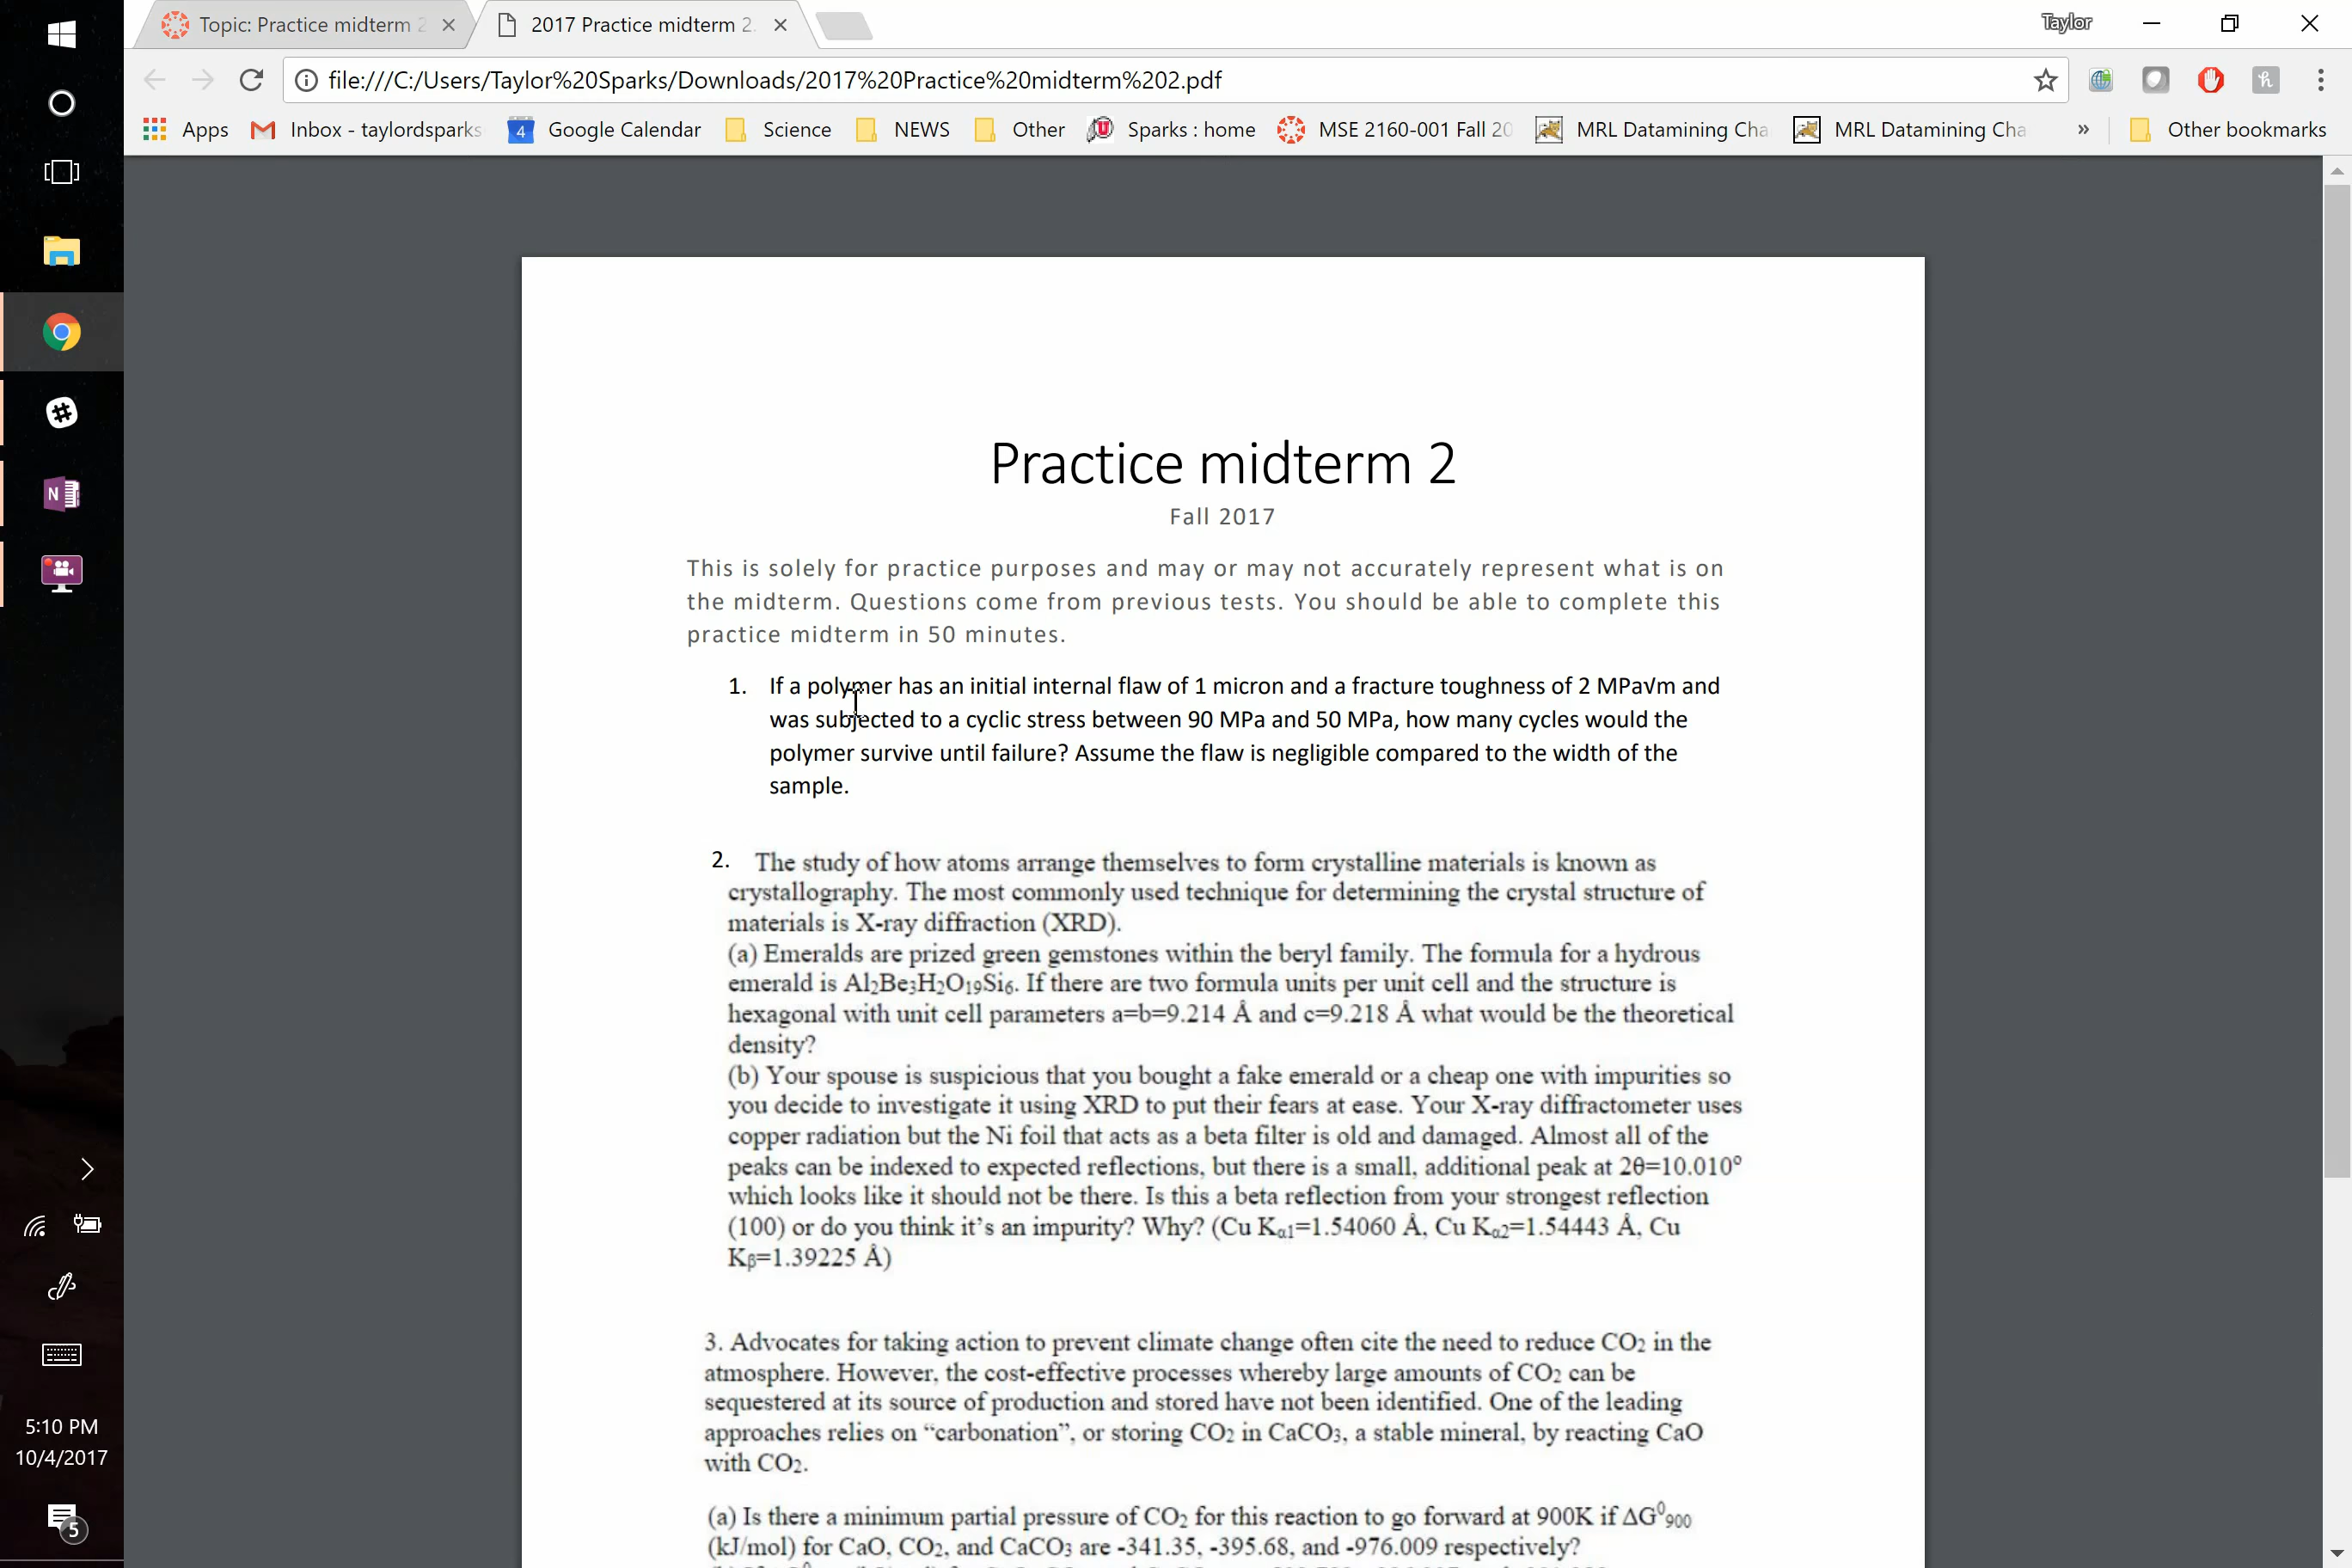 Topic: Practice midterm 2
2017 Practice midterm 2
Taylor
file:///C:/Users/Taylor%20Sparks/Downloads/2017%20Practice%20midterm%202.pdf
Apps
Inbox - taylordsparks
4
Google Calendar
Science
NEWS
Other
U
Sparks : home
MSE 2160-001 Fall 20
MRL Datamining Cha
MRL Datamining Cha
»
Other bookmarks
Practice midterm 2
Fall 2017
This is solely for practice purposes and may or may not accurately represent what is on
the midterm. Questions come from previous tests. You should be able to complete this
practice midterm in 50 minutes.
1. If a polymer has an initial internal flaw of 1 micron and a fracture toughness of 2 MPa√m and
was subjected to a cyclic stress between 90 MPa and 50 MPa, how many cycles would the
polymer survive until failure? Assume the flaw is negligible compared to the width of the
sample.
2. The study of how atoms arrange themselves to form crystalline materials is known as
crystallography. The most commonly used technique for determining the crystal structure of
materials is X-ray diffraction (XRD).
(a) Emeralds are prized green gemstones within the beryl family. The formula for a hydrous
emerald is Al₂Be₃H₂O₁₉Si₆. If there are two formula units per unit cell and the structure is
hexagonal with unit cell parameters a=b=9.214 Å and c=9.218 Å what would be the theoretical
density?
(b) Your spouse is suspicious that you bought a fake emerald or a cheap one with impurities so
you decide to investigate it using XRD to put their fears at ease. Your X-ray diffractometer uses
copper radiation but the Ni foil that acts as a beta filter is old and damaged. Almost all of the
peaks can be indexed to expected reflections, but there is a small, additional peak at 2θ=10.010°
which looks like it should not be there. Is this a beta reflection from your strongest reflection
(100) or do you think it's an impurity? Why? (Cu Kα1=1.54060 Å, Cu Kα2=1.54443 Å, Cu
Kβ=1.39225 Å)
3. Advocates for taking action to prevent climate change often cite the need to reduce CO₂ in the
atmosphere. However, the cost-effective processes whereby large amounts of CO₂ can be
sequestered at its source of production and stored have not been identified. One of the leading
approaches relies on “carbonation”, or storing CO₂ in CaCO₃, a stable mineral, by reacting CaO
with CO₂.
(a) Is there a minimum partial pressure of CO₂ for this reaction to go forward at 900K if ΔG⁰₉₀₀
(kJ/mol) for CaO, CO₂, and CaCO₃ are -341.35, -395.68, and -976.009 respectively?
N
5:10 PM
10/4/2017
5